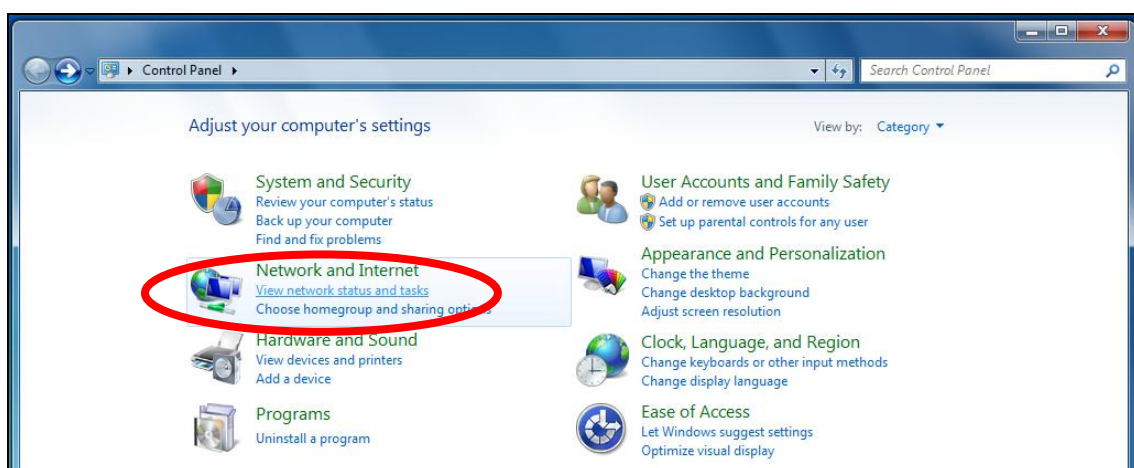 Control Panel
Search Control Panel
Adjust your computer's settings
View by: Category
System and Security
Review your computer's status
Back up your computer
Find and fix problems
Network and Internet
View network status and tasks
Choose homegroup and sharing options
Hardware and Sound
View devices and printers
Add a device
Programs
Uninstall a program
User Accounts and Family Safety
Add or remove user accounts
Set up parental controls for any user
Appearance and Personalization
Change the theme
Change desktop background
Adjust screen resolution
Clock, Language, and Region
Change keyboards or other input methods
Change display language
Ease of Access
Let Windows suggest settings
Optimize visual display